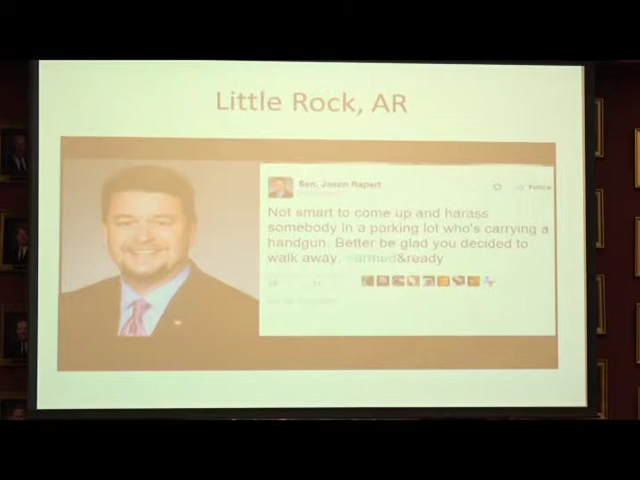 Little Rock, AR
Sen. Jason Rapert
Follow
Not smart to come up and harass
somebody in a parking lot who's carrying a
handgun. Better be glad you decided to
walk away. #armed&ready